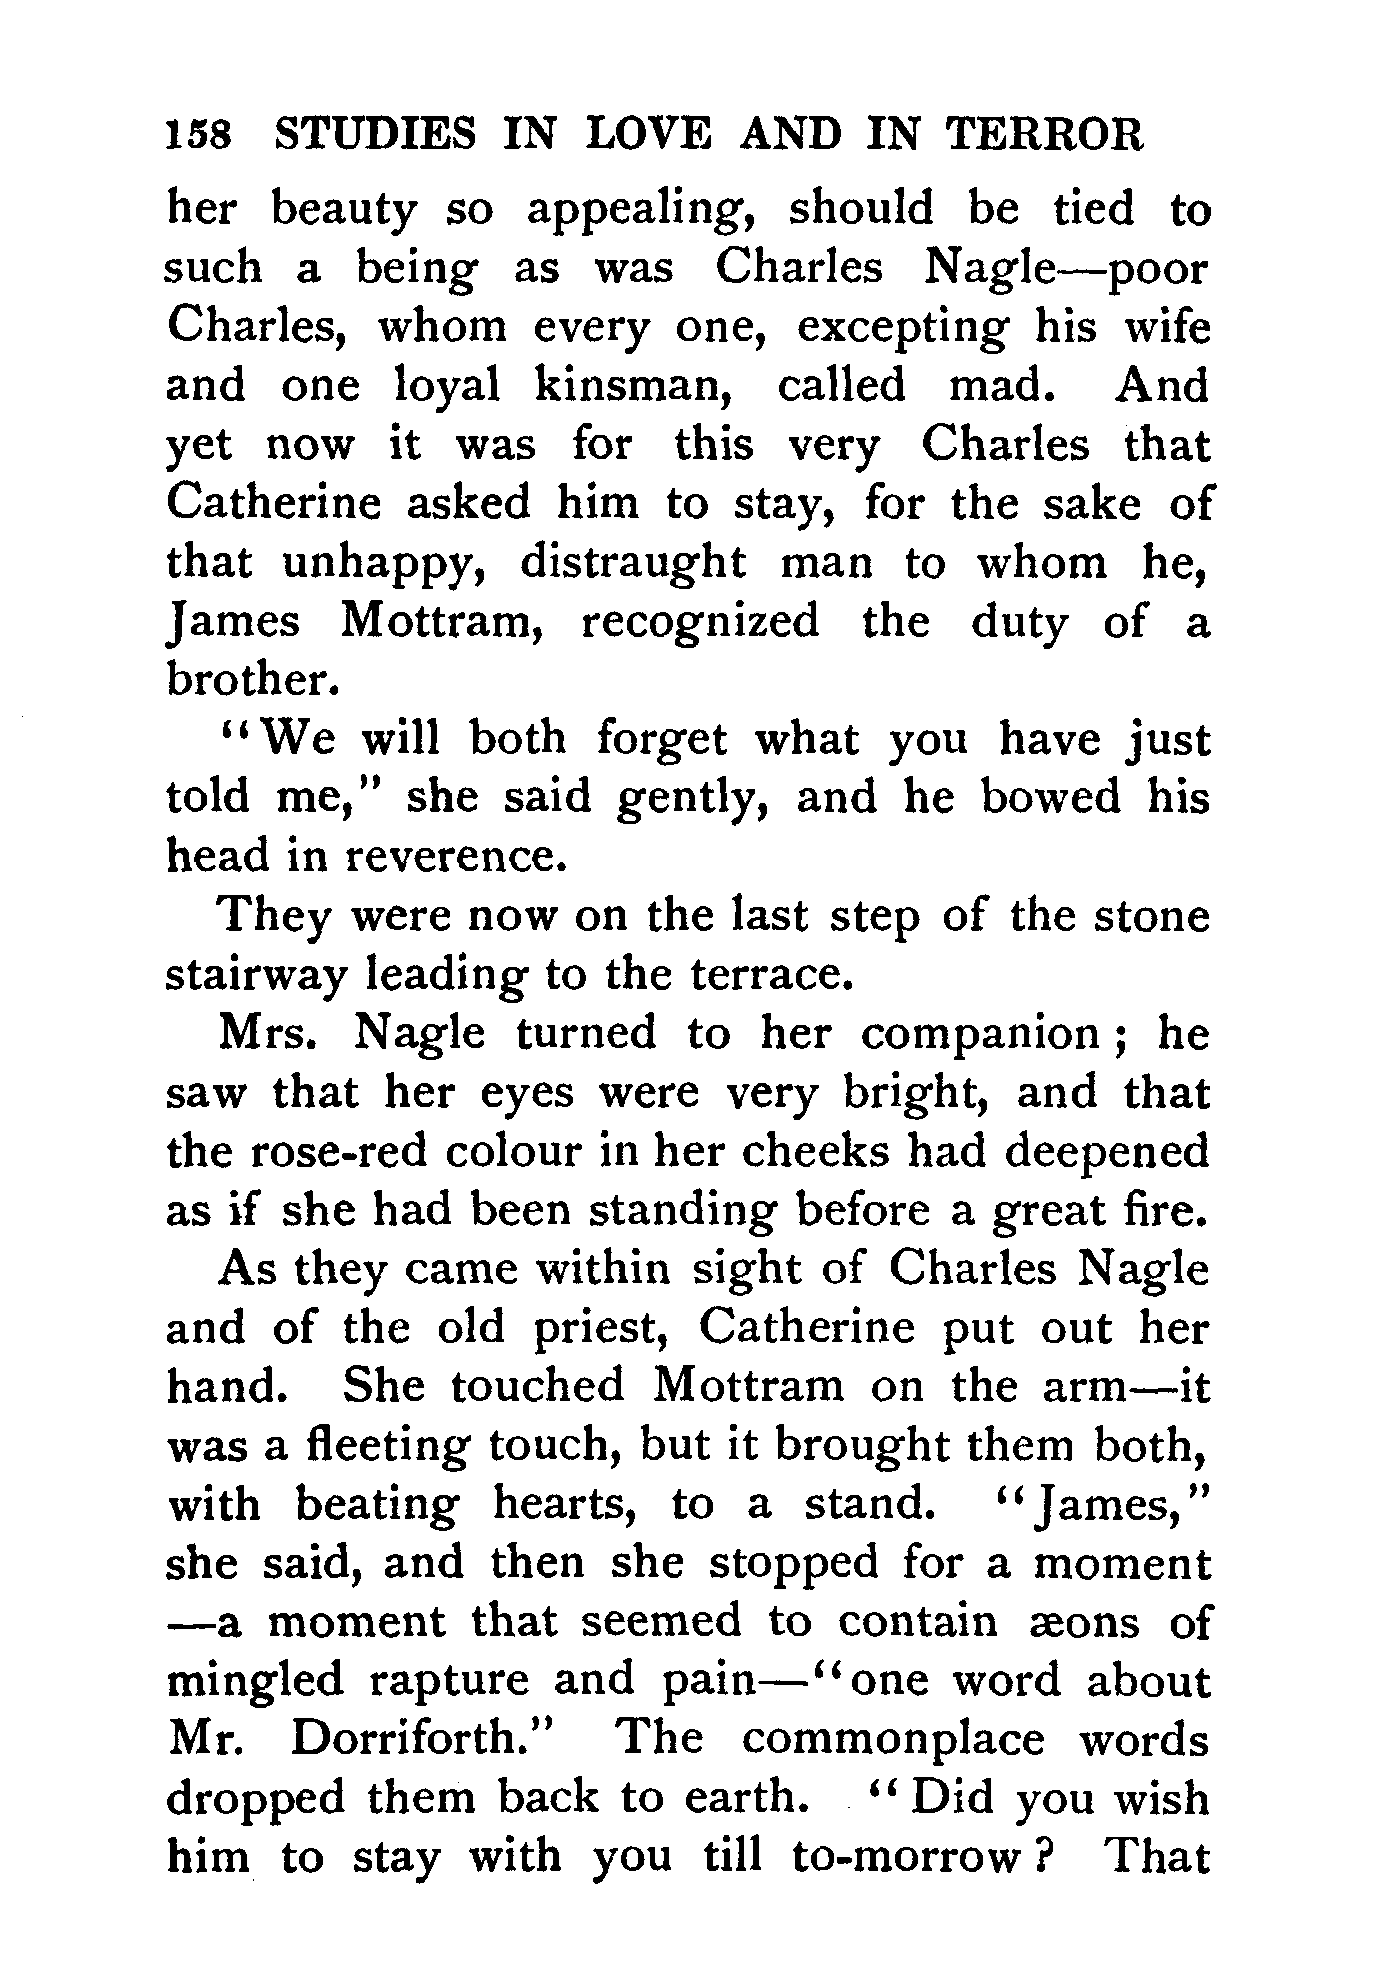 158 STUDIES IN LOVE AND IN TERROR
her beauty so appealing, should be tied to
such a being as was Charles Nagle—poor
Charles, whom every one, excepting his wife
and one loyal kinsman, called mad. And
yet now it was for this very Charles that
Catherine asked him to stay, for the sake of
that unhappy, distraught man to whom he,
James Mottram, recognized the duty of a
brother.
“We will both forget what you have just
told me,” she said gently, and he bowed his
head in reverence.
They were now on the last step of the stone
stairway leading to the terrace.
Mrs. Nagle turned to her companion ; he
saw that her eyes were very bright, and that
the rose-red colour in her cheeks had deepened
as if she had been standing before a great fire.
As they came within sight of Charles Nagle
and of the old priest, Catherine put out her
hand. She touched Mottram on the arm—it
was a fleeting touch, but it brought them both,
with beating hearts, to a stand. “James,”
she said, and then she stopped for a moment
—a moment that seemed to contain æons of
mingled rapture and pain—“one word about
Mr. Dorriforth.” The commonplace words
dropped them back to earth. “Did you wish
him to stay with you till to-morrow ? That